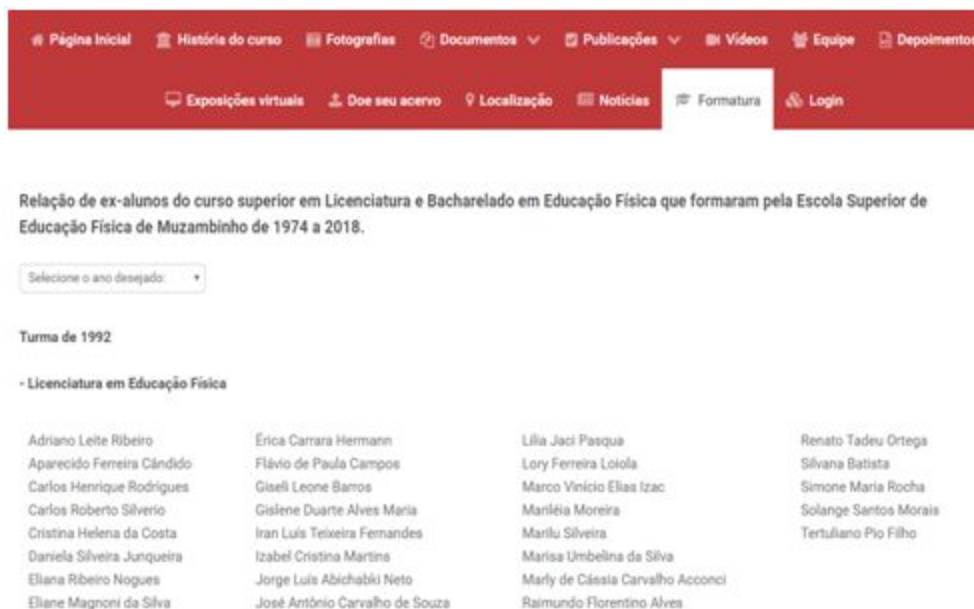 Página Inicial História do curso Fotografias Documentos Publicações Vídeos Equipe Depoimentos
Exposições virtuais Doe seu acervo Localização Notícias Formatura Login
Relação de ex-alunos do curso superior em Licenciatura e Bacharelado em Educação Física que formaram pela Escola Superior de
Educação Física de Muzambinho de 1974 a 2018.
Selecione o ano desejado:
Turma de 1992
- Licenciatura em Educação Física
Adriano Leite Ribeiro
Aparecido Ferreira Cândido
Carlos Henrique Rodrigues
Carlos Roberto Silverio
Cristina Helena da Costa
Daniela Silveira Junqueira
Eliana Ribeiro Nogues
Eliane Magnoni da Silva
Érica Carrara Hermann
Flávio de Paula Campos
Giseli Leone Barros
Gislene Duarte Alves Maria
Iran Luís Teixeira Fernandes
Izabel Cristina Martins
Jorge Luis Abichabki Neto
José Antônio Carvalho de Souza
Lilia Jaci Pasqua
Lory Ferreira Loiola
Marco Vinício Elias Izac
Mariléia Moreira
Marilu Silveira
Marisa Umbelina da Silva
Marly de Cássia Carvalho Acconci
Raimundo Florentino Alves
Renato Tadeu Ortega
Silvana Batista
Simone Maria Rocha
Solange Santos Morais
Tertuliano Pio Filho